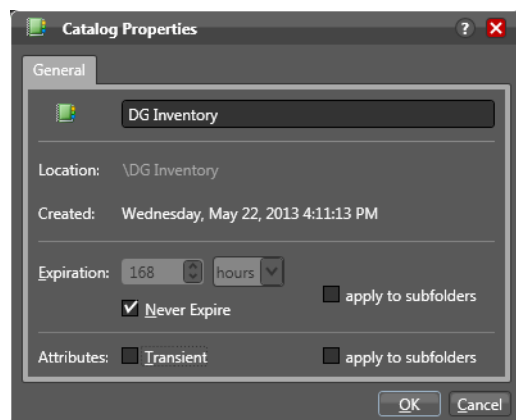 Catalog Properties ?
General
DG Inventory
Location: \DG Inventory
Created: Wednesday, May 22, 2013 4:11:13 PM
Expiration: 168 hours
Never Expire apply to subfolders
Attributes: Transient apply to subfolders
OK Cancel